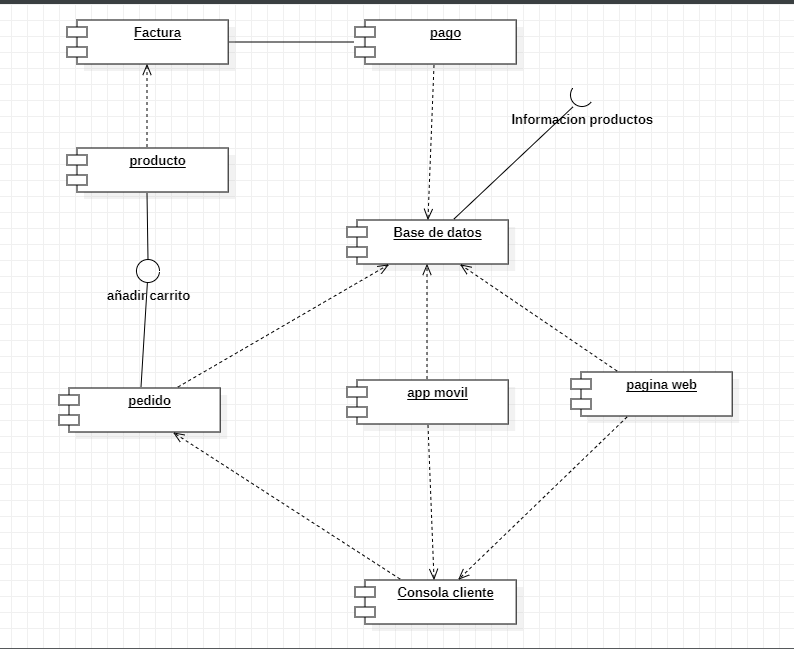 Factura
pago
Informacion productos
producto
Base de datos
añadir carrito
pedido
app movil
pagina web
Consola cliente